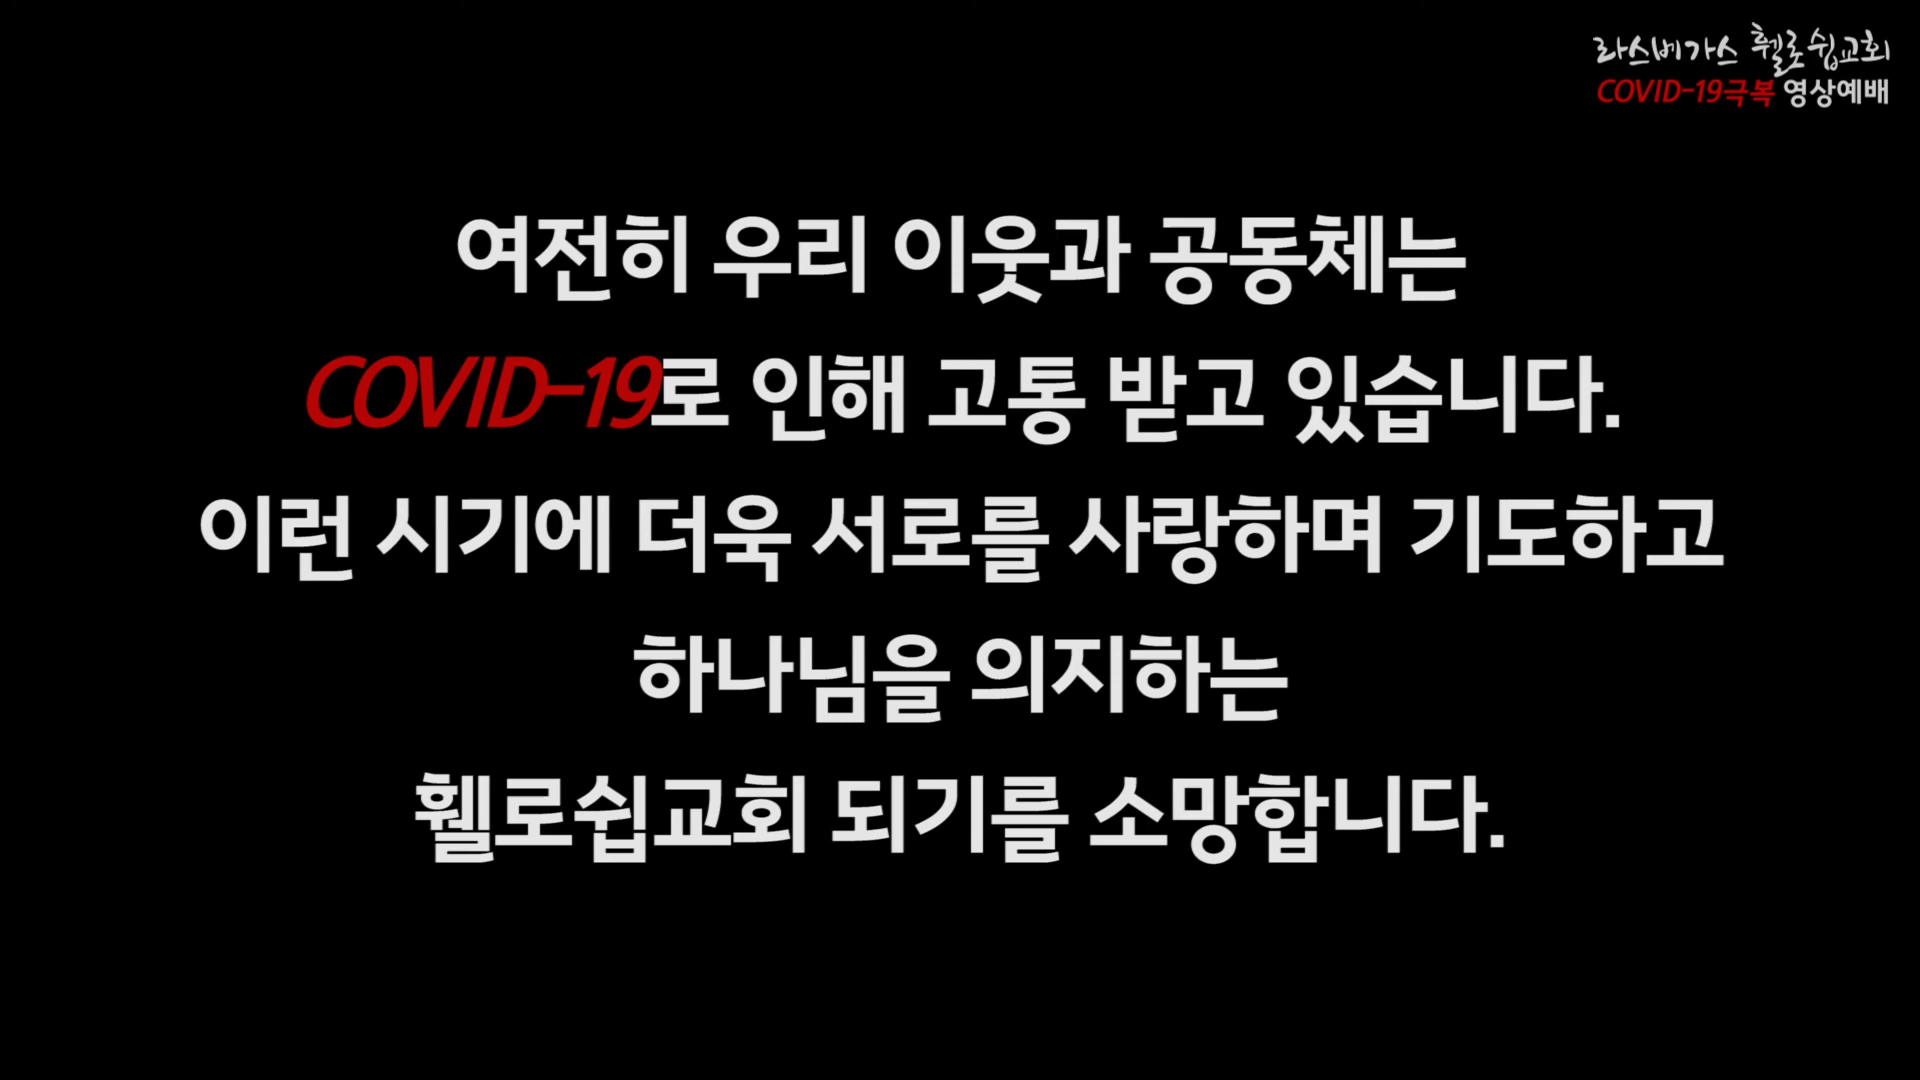 라스베가스 휄로쉽교회
COVID-19극복 영상예배
여전히 우리 이웃과 공동체는
COVID-19로 인해 고통 받고 있습니다.
이런 시기에 더욱 서로를 사랑하며 기도하고
하나님을 의지하는
휄로쉽교회 되기를 소망합니다.